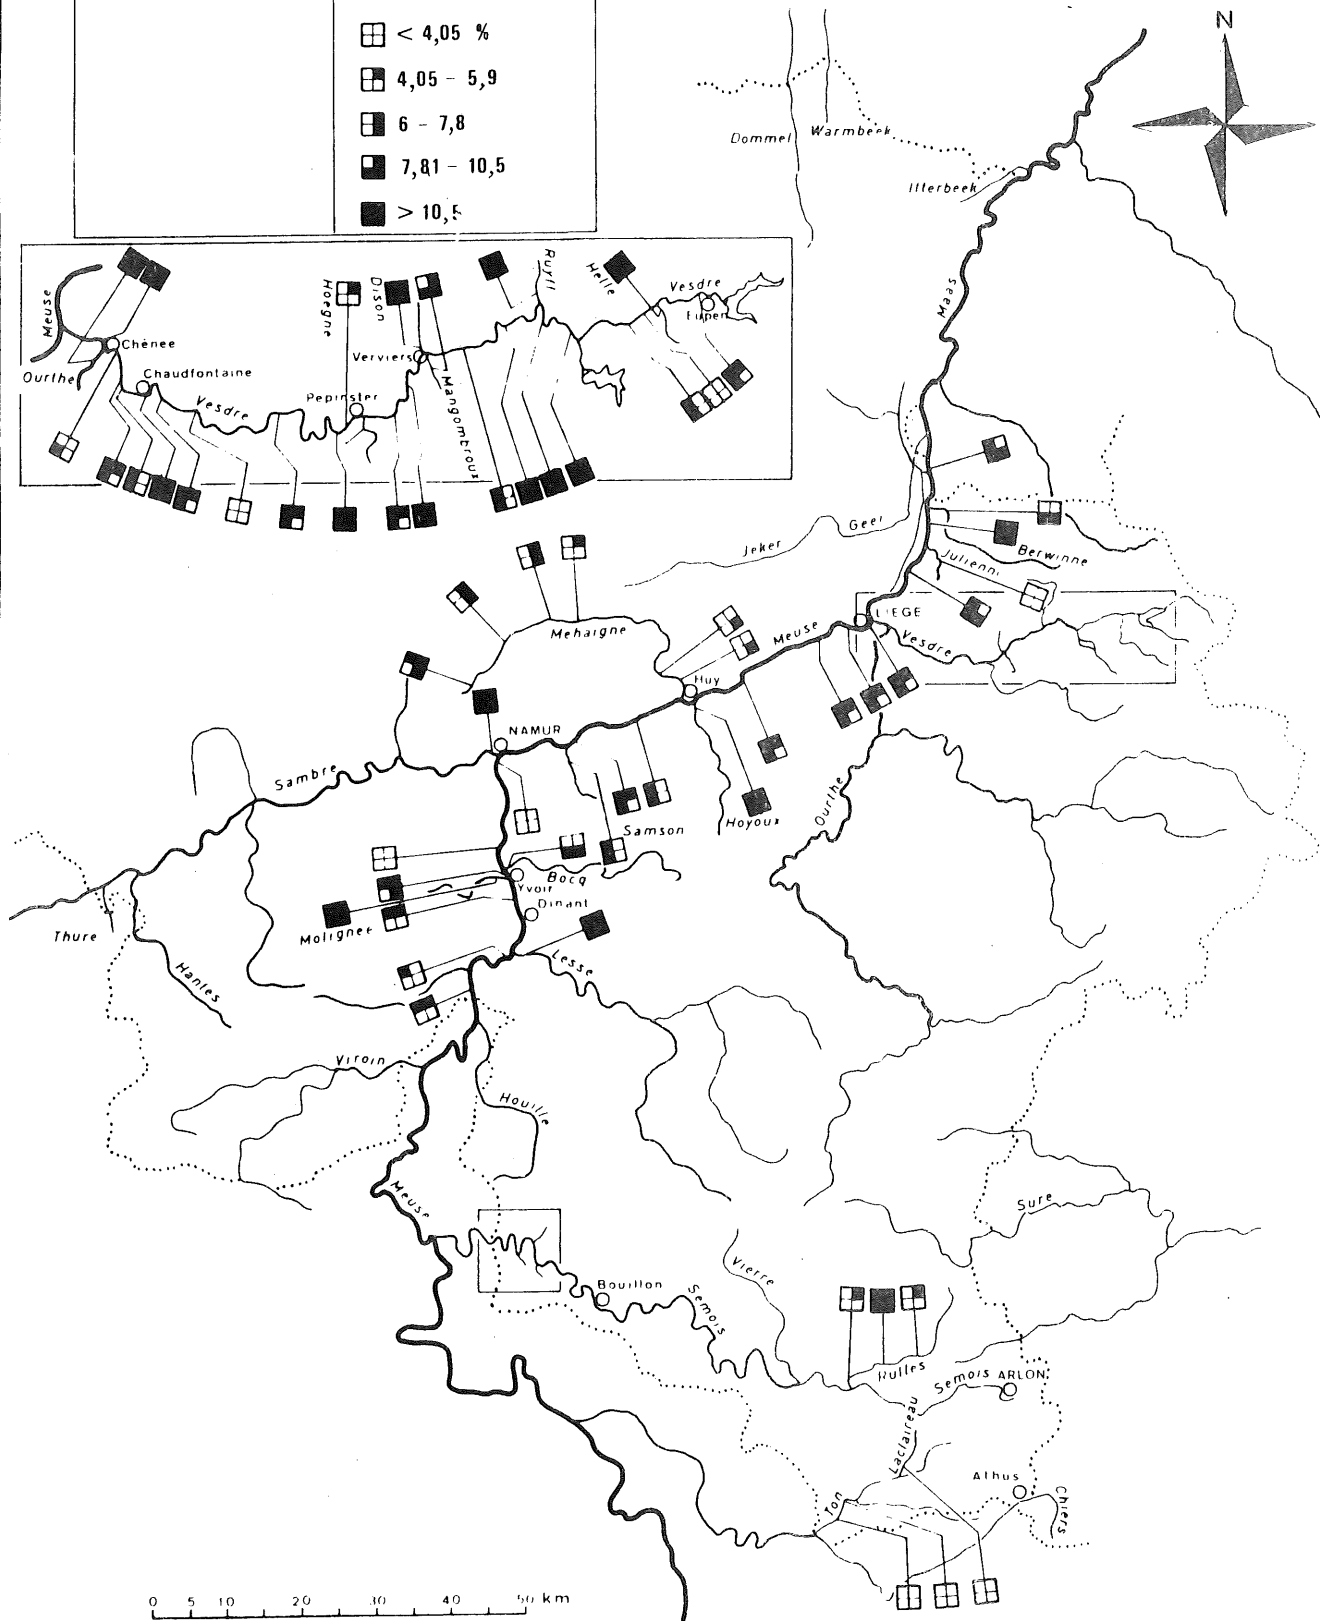 < 4,05 %
4,05 - 5,9
6 - 7,8
7,81 - 10,5
> 10,5
N
Dommel
Warmbeek
Itterbeek
Maas
Meuse
Ourthe
Chênee
Chaudfontaine
Vesdre
Hoegne
Pepinster
Dison
Verviers
Mangombroux
Ruyff
Helle
Vesdre
Eupen
Jeker
Geer
Berwinne
Julienne
LIEGE
Vesdre
Mehaigne
Meuse
Huy
NAMUR
Sambre
Samson
Hoyoux
Ourthe
Bocq
Yvoir
Dinant
Molignee
Thure
Hantes
Lesse
Viroin
Houille
Meuse
Sure
Vierre
Bouillon
Semois
Rulles
Semois ARLON
Laclaireau
Athus
Ton
Chiers
0 5 10 20 30 40 50 km